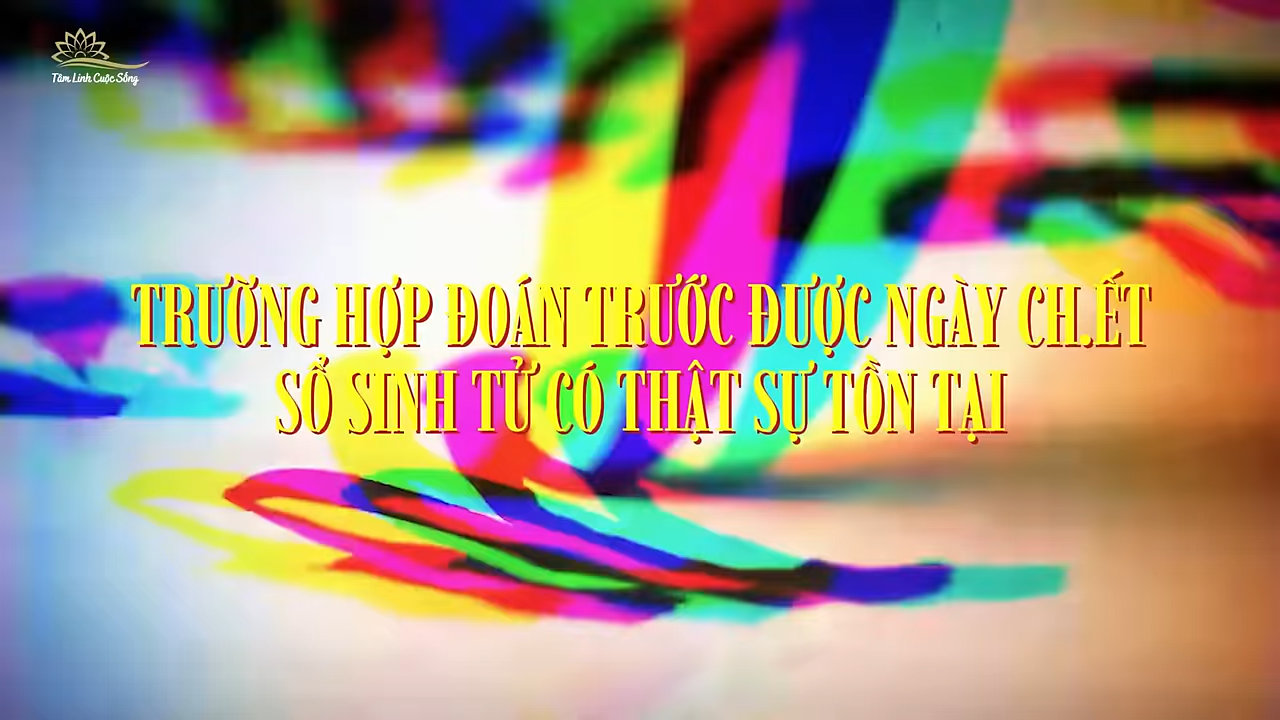 Tâm Linh Cuộc Sống
TRƯỜNG HỢP ĐOÁN TRƯỚC ĐƯỢC NGÀY CH.ẾT
SỔ SINH TỬ CÓ THẬT SỰ TỒN TẠI